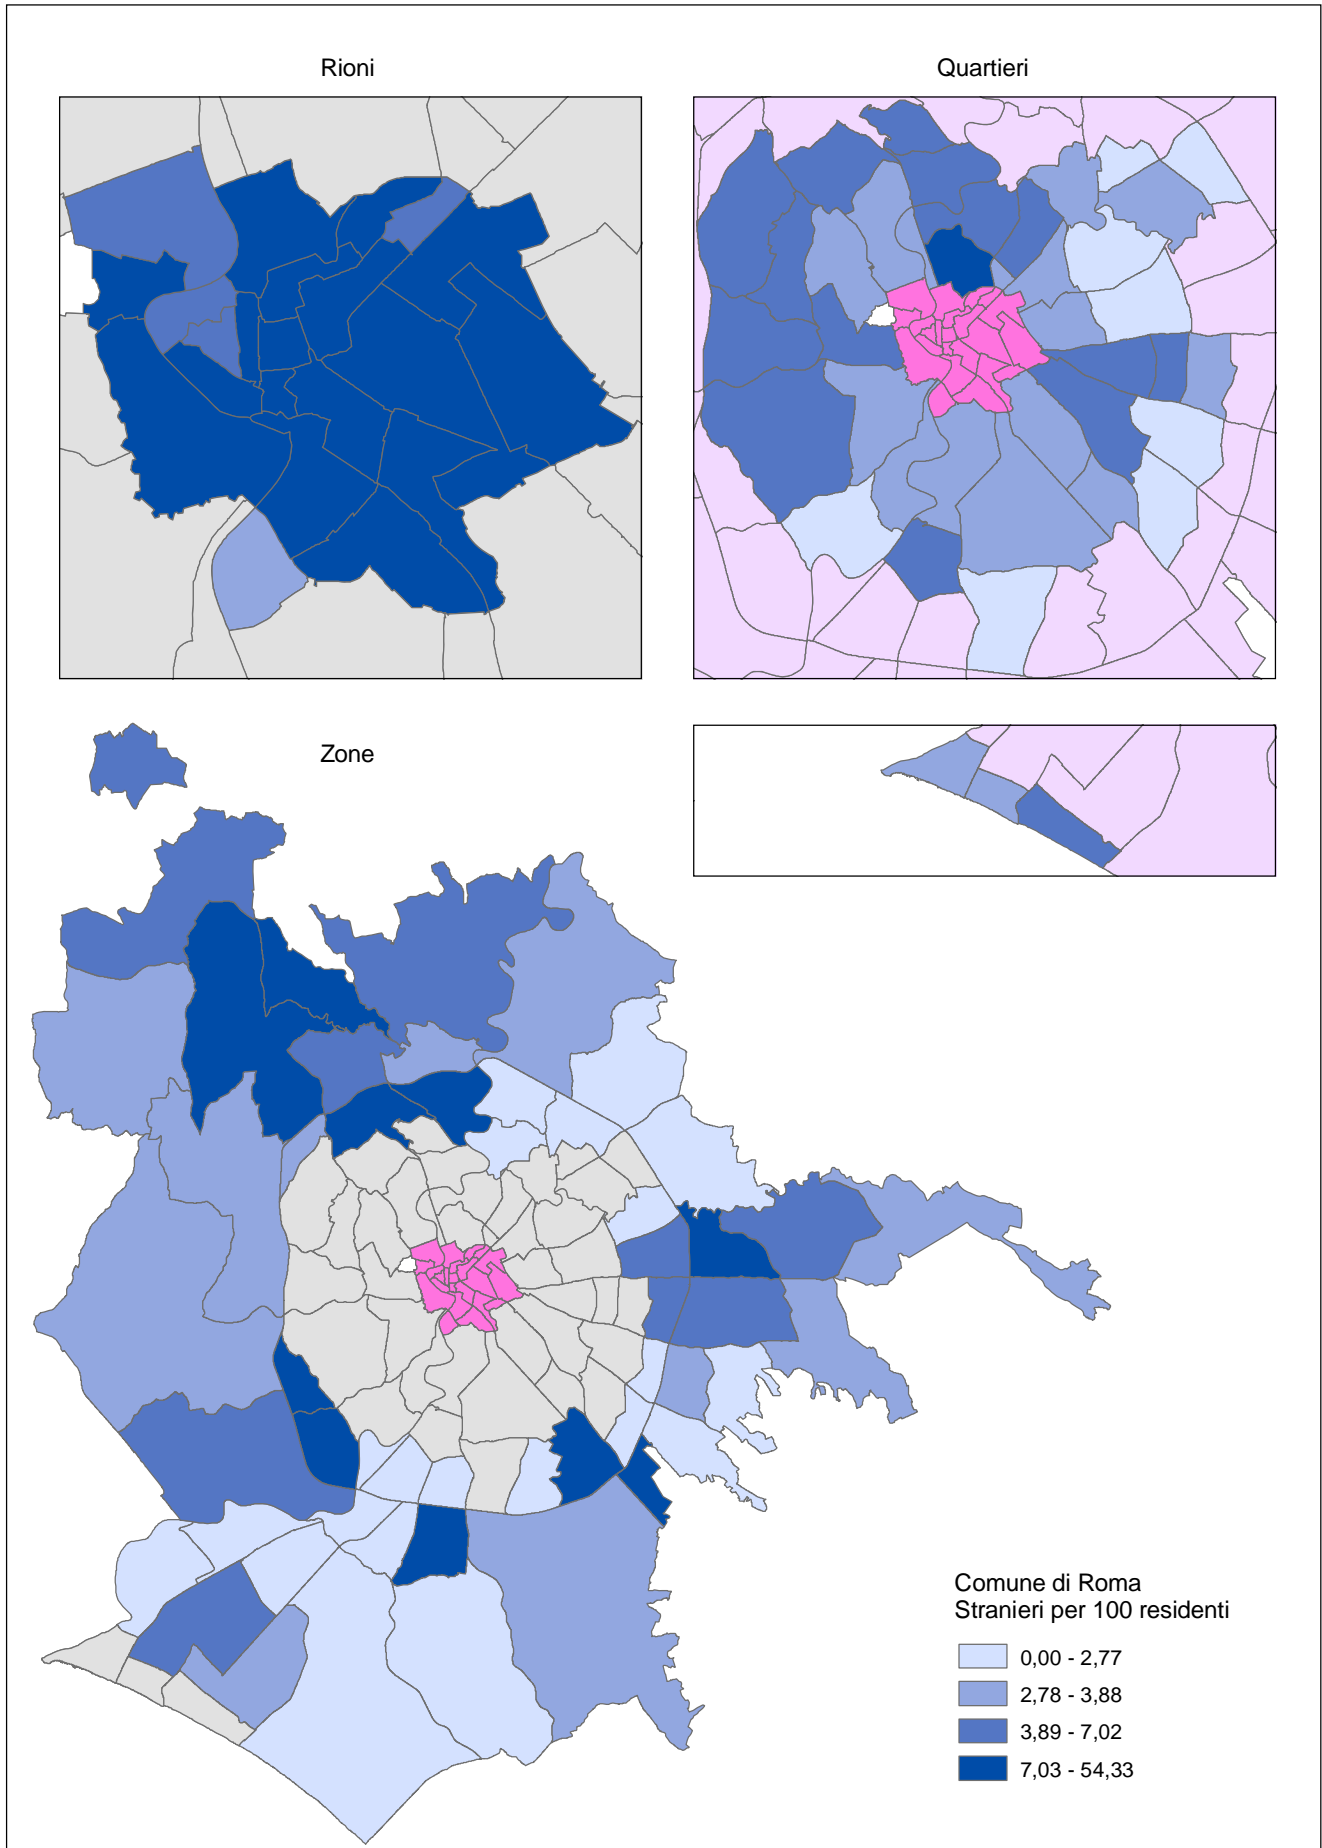 Rioni
Quartieri
Zone
Comune di Roma
Stranieri per 100 residenti
0,00 - 2,77
2,78 - 3,88
3,89 - 7,02
7,03 - 54,33